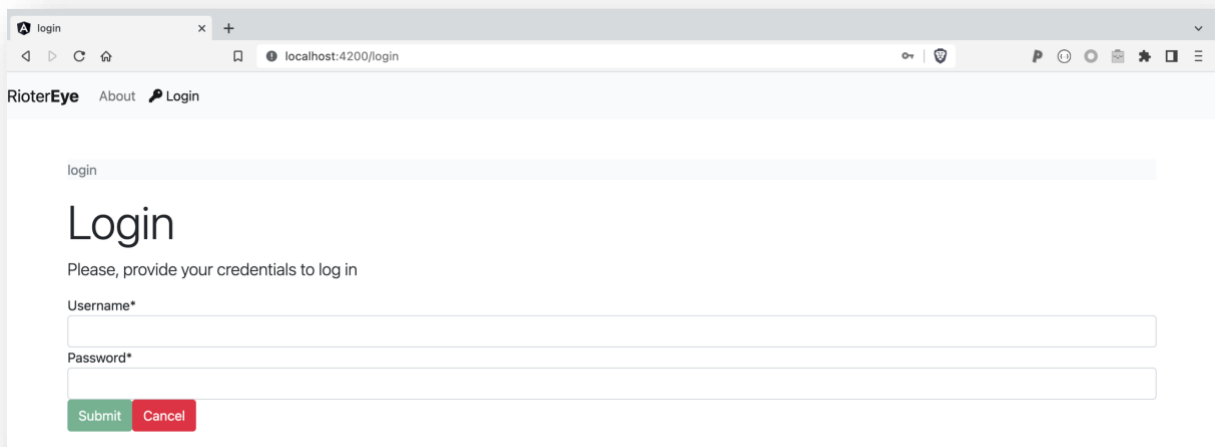 login
localhost:4200/login
RioterEye About Login
login
Login
Please, provide your credentials to log in
Username*
Password*
Submit Cancel